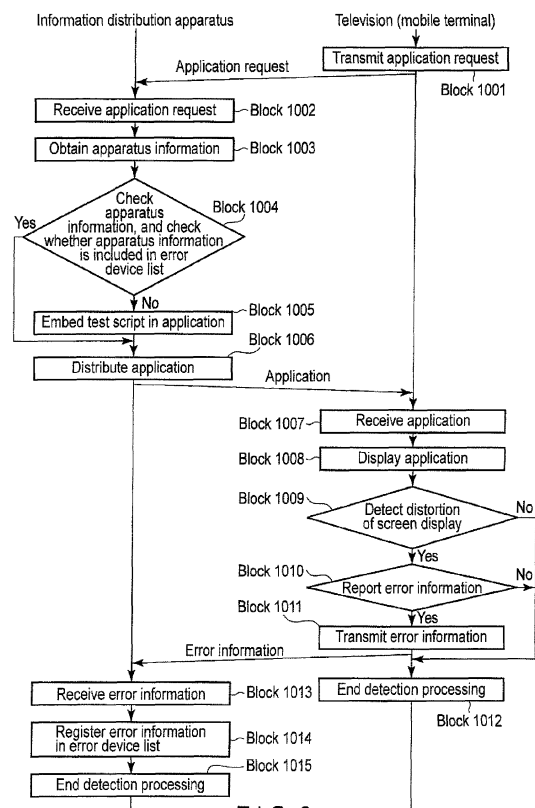 Information distribution apparatus
Television (mobile terminal)
Transmit application request
Block 1001
Application request
Receive application request
Block 1002
Obtain apparatus information
Block 1003
Check
apparatus
information, and check
whether apparatus information
is included in error
device list
Block 1004
Yes
No
Embed test script in application
Block 1005
Block 1006
Distribute application
Application
Block 1007
Receive application
Block 1008
Display application
Block 1009
Detect distortion
of screen display
No
Yes
Block 1010
Report error information
No
Yes
Block 1011
Transmit error information
Error information
Receive error information
Block 1013
End detection processing
Block 1012
Register error information
in error device list
Block 1014
Block 1015
End detection processing